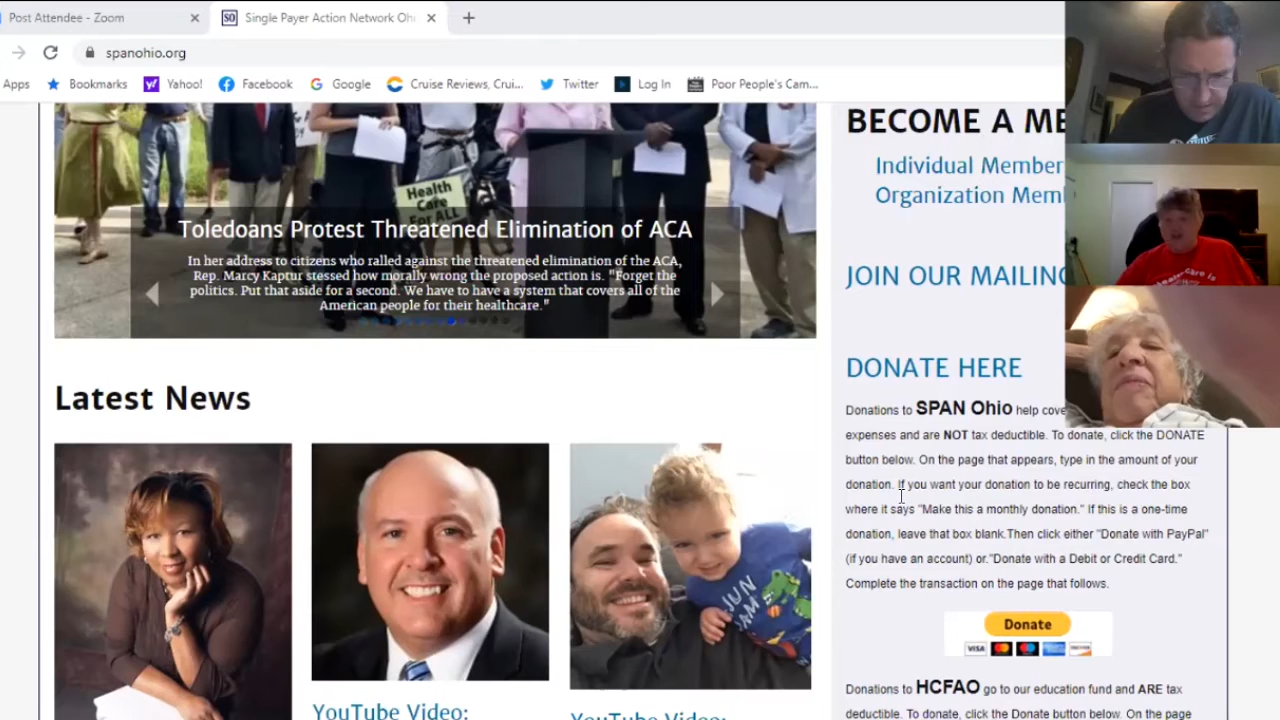 Post Attendee - Zoom
Single Payer Action Network Oh
spanohio.org
Apps
Bookmarks
Yahoo!
Facebook
Google
Cruise Reviews, Crui...
Twitter
Log In
Poor People's Cam...
Health
Care
For ALL
Toledoans Protest Threatened Elimination of ACA
In her address to citizens who ralled against the threatened elimination of the ACA,
Rep. Marcy Kaptur stressed how morally wrong the proposed action is. "Forget the
politics. Put that aside for a second. We have to have a system that covers all of the
American people for their healthcare."
Latest News
YouTube Video:
YouTube Video:
BECOME A ME
Individual Member
Organization Mem
JOIN OUR MAILING
DONATE HERE
Donations to SPAN Ohio help cove
expenses and are NOT tax deductible. To donate, click the DONATE
button below. On the page that appears, type in the amount of your
donation. If you want your donation to be recurring, check the box
where it says "Make this a monthly donation." If this is a one-time
donation, leave that box blank.Then click either "Donate with PayPal"
(if you have an account) or."Donate with a Debit or Credit Card."
Complete the transaction on the page that follows.
Donate
VISA
Donations to HCFAO go to our education fund and ARE tax
deductible. To donate, click the Donate button below. On the page